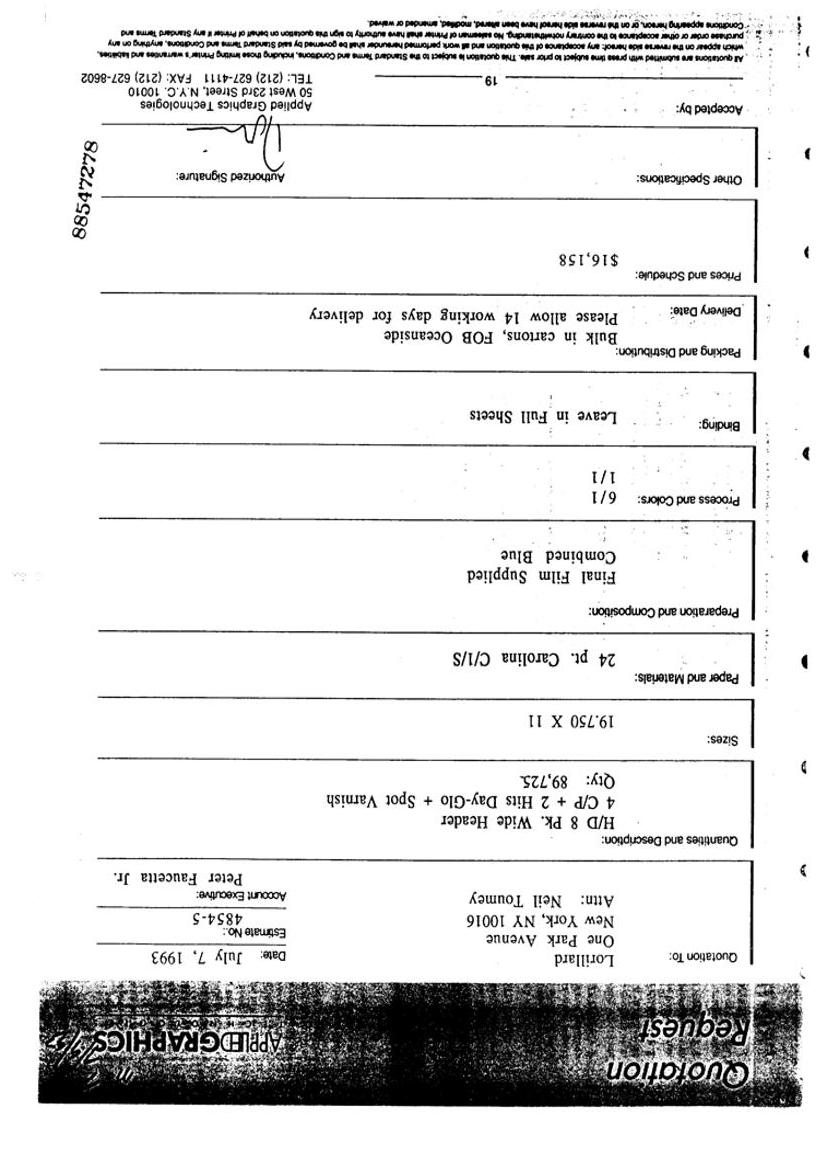 Quotation
Request
APPLIED GRAPHICS
Quotation To:
Lorillard
One Park Avenue
New York, NY 10016
Attn: Neil Toumey
Date: July 7, 1993
Estimate No.:
4854-5
Account Executive:
Peter Faucetta Jr.
Quantities and Description:
H/D 8 Pk. Wide Header
4 C/P + 2 Hits Day-Glo + Spot Varnish
Qty: 89,725.
Sizes:
19.750 X 11
Paper and Materials:
24 pt. Carolina C/1/S
Preparation and Composition:
Final Film Supplied
Combined Blue
Process and Colors:
6/1
1/1
Binding:
Leave in Full Sheets
Packing and Distribution:
Bulk in cartons, FOB Oceanside
Delivery Date:
Please allow 14 working days for delivery
Prices and Schedule:
$16,158
Other Specifications:
Authorized Signature:
88547278
Accepted by:
19
Applied Graphics Technologies
50 West 23rd Street, N.Y.C. 10010
TEL: (212) 627-4111 FAX: (212) 627-8602
All quotations are submitted with press time subject to prior sale. This quotation is subject to the Standard Terms and Conditions, including those limiting Printer's warranties and liabilities,
which appear on the reverse side hereof; any acceptance of this quotation and all work performed hereunder shall be governed by said Standard Terms and Conditions, anything on any
purchase order or other acceptance to the contrary notwithstanding. No salesman of Printer shall have authority to sign this quotation on behalf of Printer if any Standard Terms and
Conditions appearing hereon, or on the reverse side hereof have been altered, modified, amended or waived.